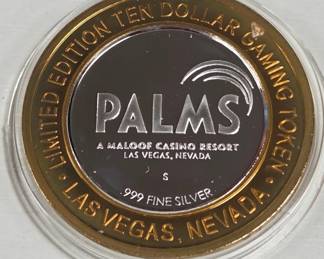 LIMITED EDITION TEN DOLLAR GAMING TOKEN
PALMS
A MALOOF CASINO RESORT
LAS VEGAS, NEVADA
S
.999 FINE SILVER
• LAS VEGAS, NEVADA •